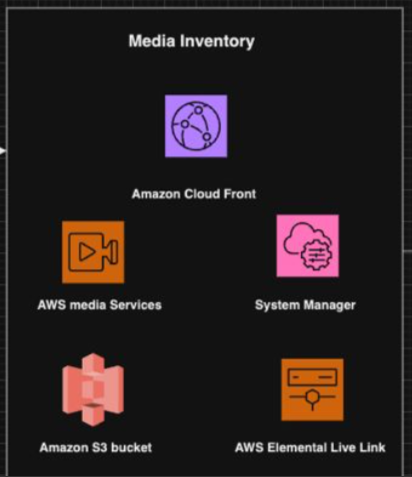 Media Inventory
Amazon Cloud Front
AWS media Services
System Manager
Amazon S3 bucket
AWS Elemental Live Link